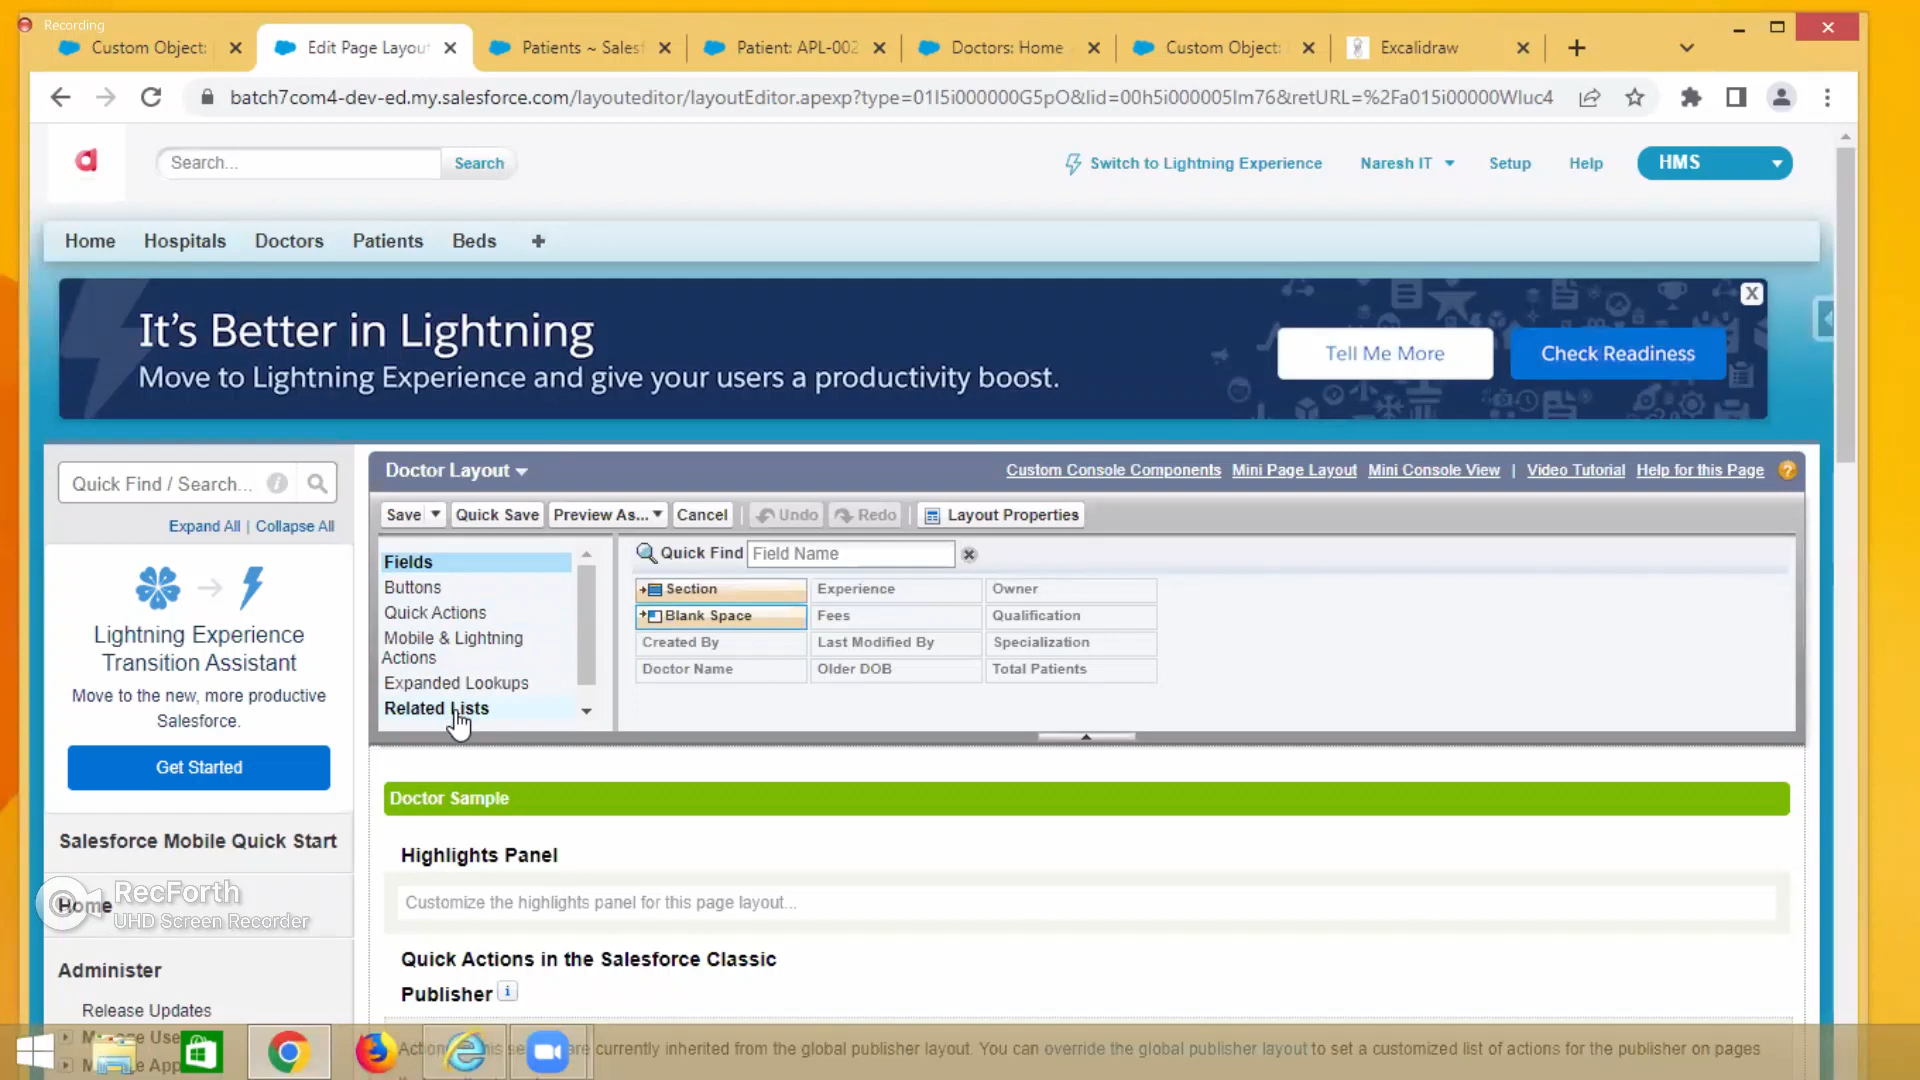 Recording
Custom Object:
Edit Page Layou
Patients ~ Sales
Patient: APL-002
Doctors: Home
Custom Object:
Excalidraw
batch7com4-dev-ed.my.salesforce.com/layouteditor/layoutEditor.apexp?type=01I5i000000G5pO&lid=00h5i000005Im76&retURL=%2Fa015i00000Wluc4
Search...
Search
Switch to Lightning Experience
Naresh IT
Setup
Help
HMS
Home
Hospitals
Doctors
Patients
Beds
+
It's Better in Lightning
Move to Lightning Experience and give your users a productivity boost.
Tell Me More
Check Readiness
X
Quick Find / Search...
Expand All | Collapse All
Lightning Experience
Transition Assistant
Move to the new, more productive
Salesforce.
Get Started
Salesforce Mobile Quick Start
Home
RecForth
UHD Screen Recorder
Administer
Release Updates
Doctor Layout
Custom Console Components
Mini Page Layout
Mini Console View
|
Video Tutorial
Help for this Page
Save
Quick Save
Preview As...
Cancel
Undo
Redo
Layout Properties
Fields
Buttons
Quick Actions
Mobile & Lightning
Actions
Expanded Lookups
Related Lists
Quick Find
Field Name
Section
Experience
Owner
Blank Space
Fees
Qualification
Created By
Last Modified By
Specialization
Doctor Name
Older DOB
Total Patients
Doctor Sample
Highlights Panel
Customize the highlights panel for this page layout...
Quick Actions in the Salesforce Classic
Publisher
currently inherited from the global publisher layout. You can override the global publisher layout to set a customized list of actions for the publisher on pages